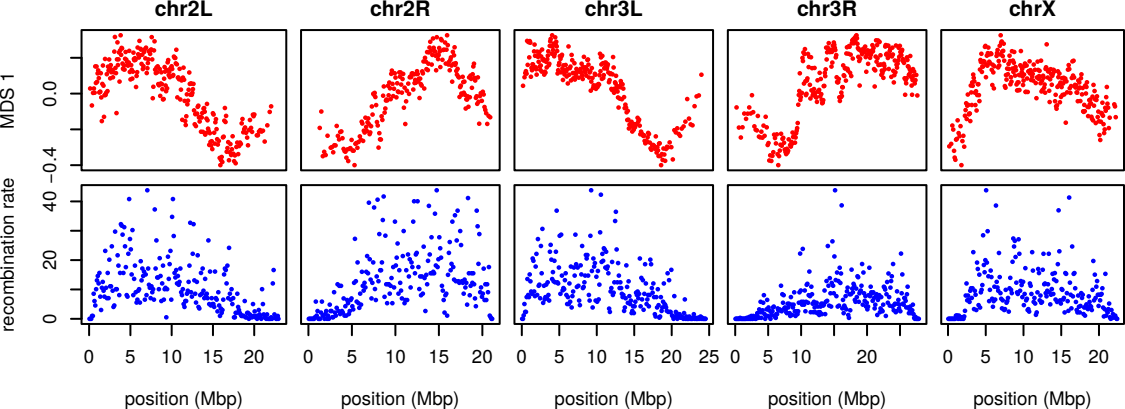 chr2L chr2R chr3L chr3R chrX
MDS 1
0.0
−0.4
recombination rate
40
20
0
0 5 10 15 20 0 5 10 15 20 0 5 10 15 20 25 0 5 10 20 0 5 10 15 20
position (Mbp) position (Mbp) position (Mbp) position (Mbp) position (Mbp)